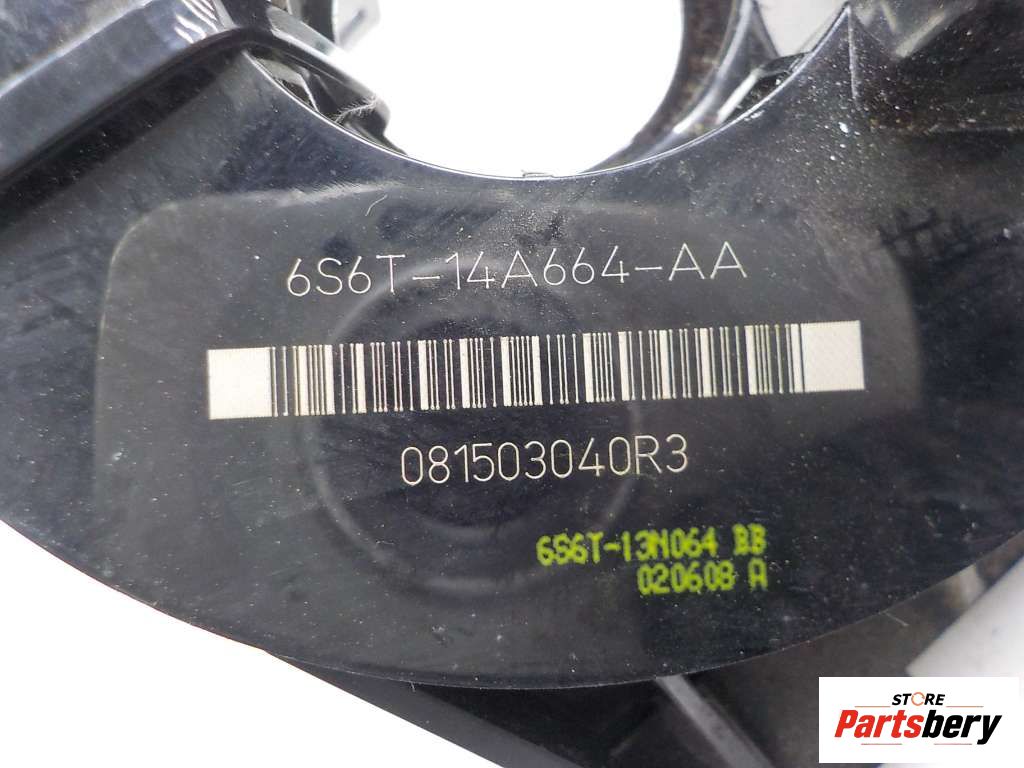 6S6T-14A664-AA
081503040R3
6S6T-13N064 BB
020608 A
STORE
Partsbery